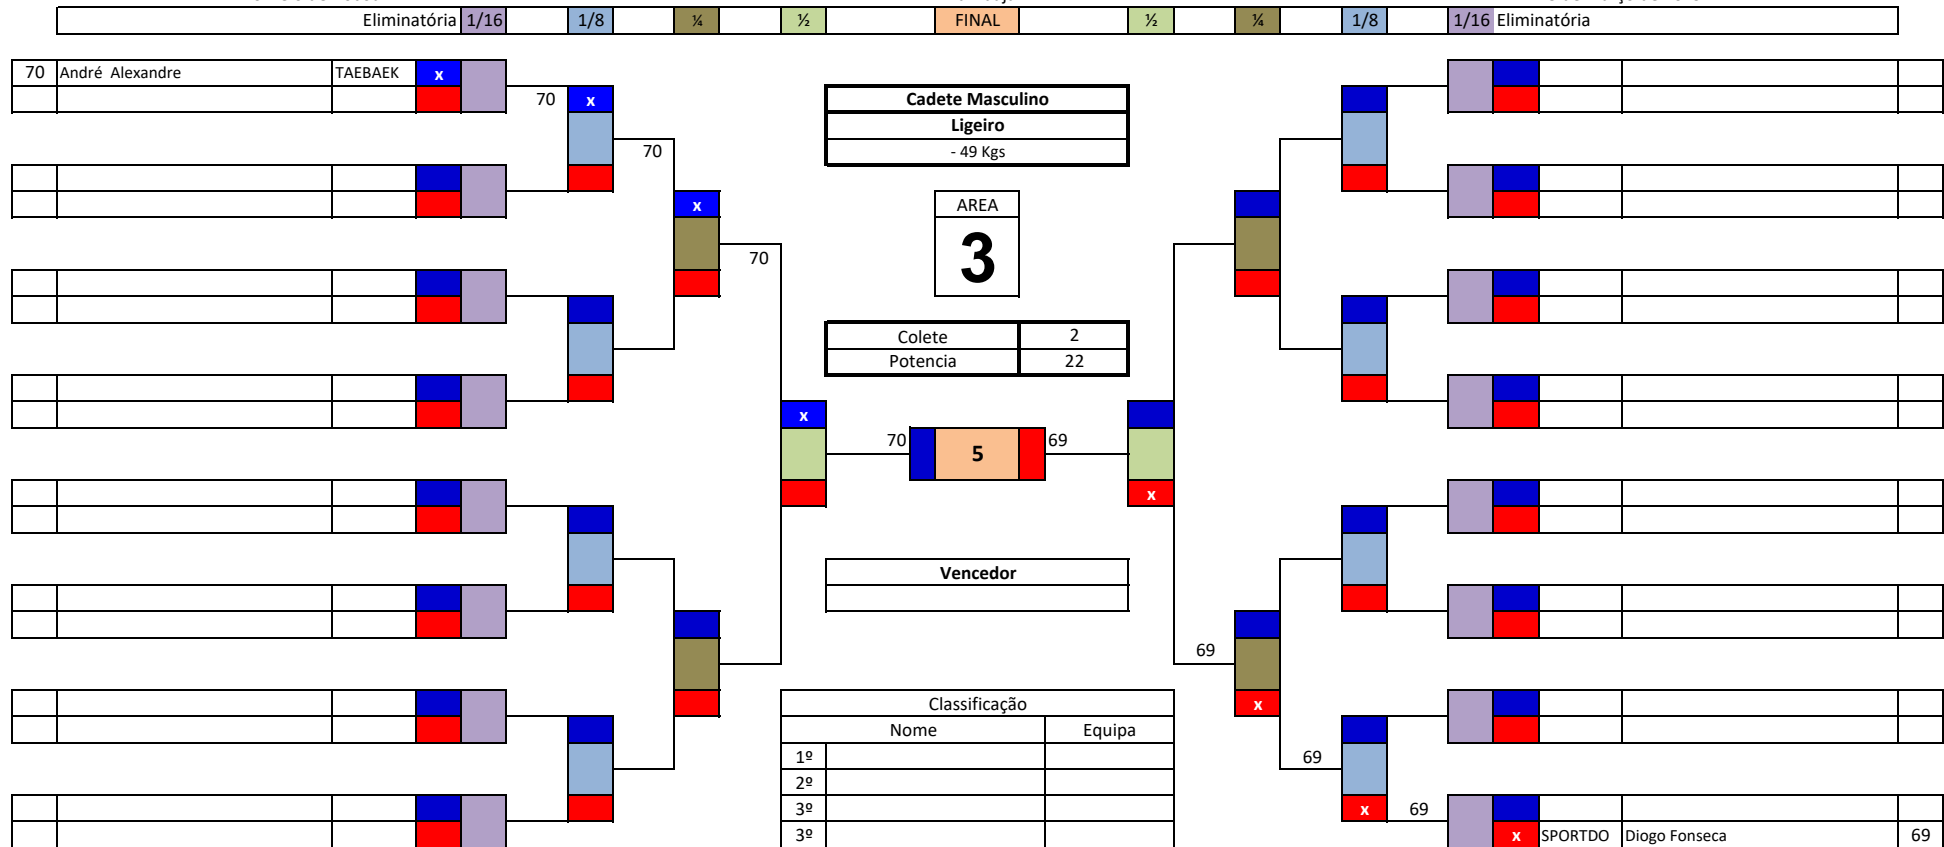 Eliminatória 1/16 1/8 ¼ ½ FINAL ½ ¼ 1/8 1/16 Eliminatória
70 André Alexandre TAEBAEK x
70 x
Cadete Masculino
Ligeiro
- 49 Kgs
70
x
AREA
3
70
Colete 2
Potencia 22
x
70 5 69
x
Vencedor
69
x
Classificação
Nome Equipa
1º
69
2º
3º
x 69
3º
x SPORTDO Diogo Fonseca 69